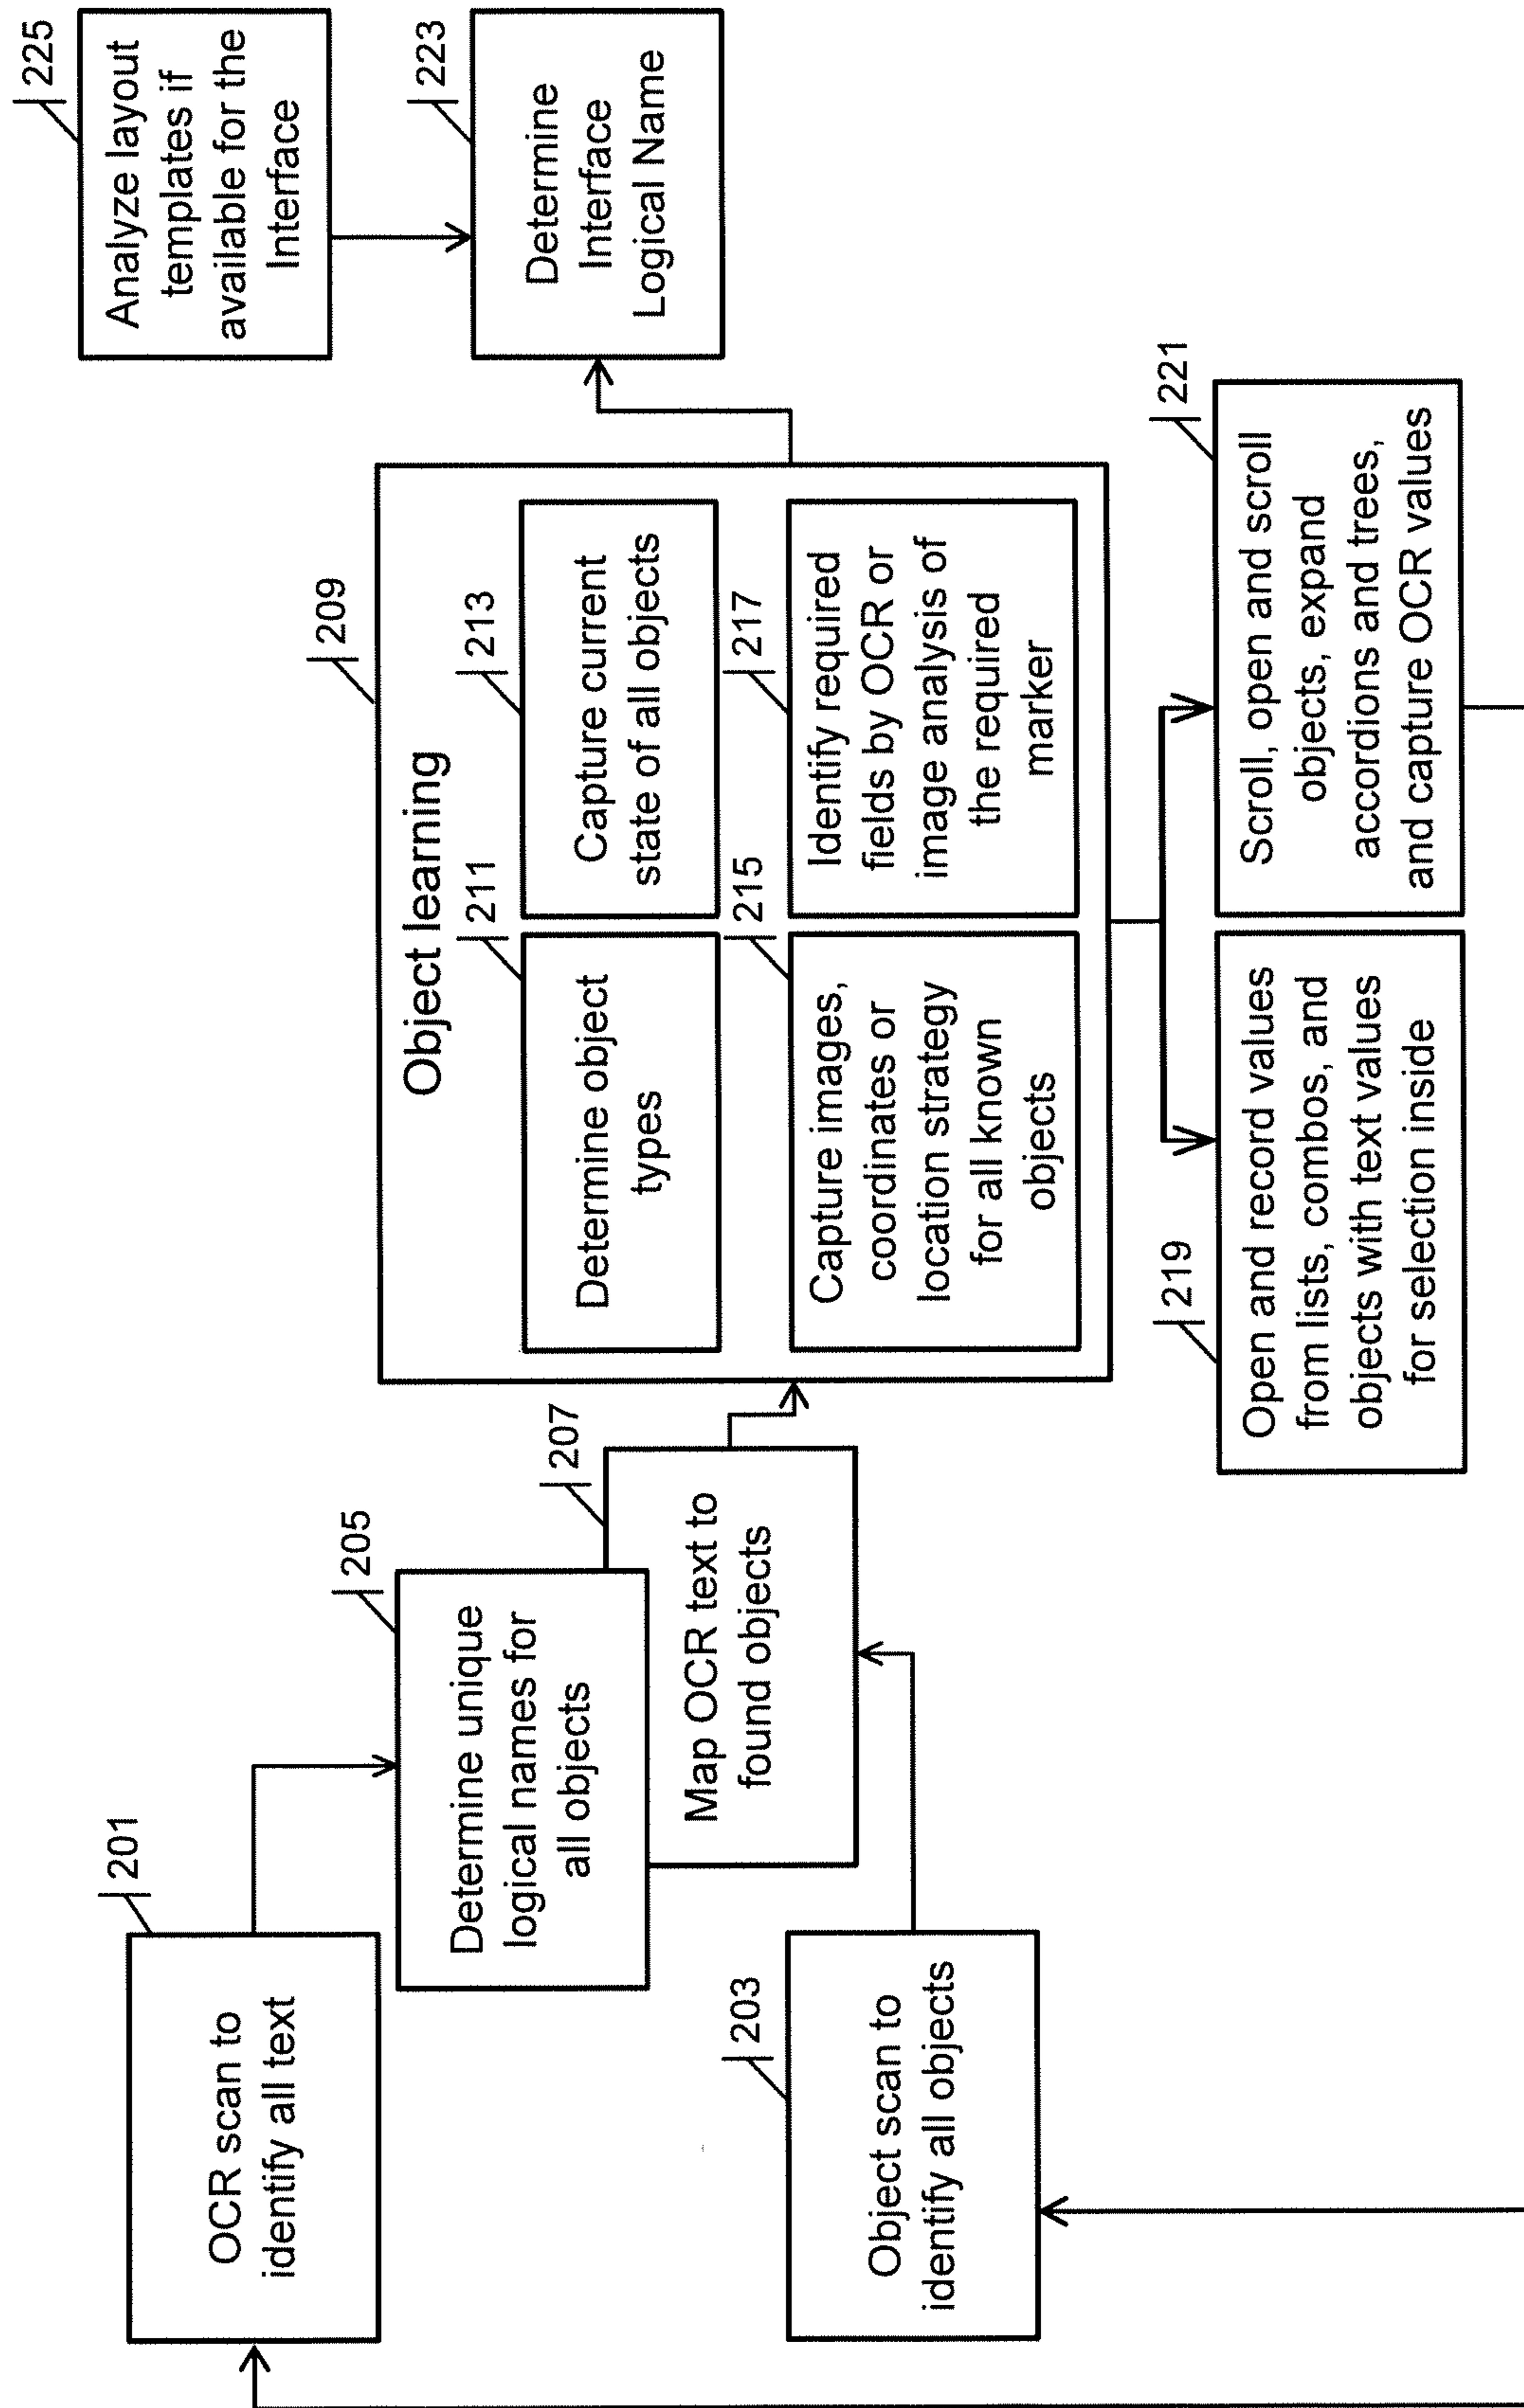 201
OCR scan to
identify all text
203
Object scan to
identify all objects
205
Determine unique
logical names for
all objects
207
Map OCR text to
found objects
209
Object learning
211
Determine object
types
213
Capture current
state of all objects
215
Capture images,
coordinates or
location strategy
for all known
objects
217
Identify required
fields by OCR or
image analysis of
the required
marker
219
Open and record values
from lists, combos, and
objects with text values
for selection inside
221
Scroll, open and scroll
objects, expand
accordions and trees,
and capture OCR values
223
Determine
Interface
Logical Name
225
Analyze layout
templates if
available for the
Interface